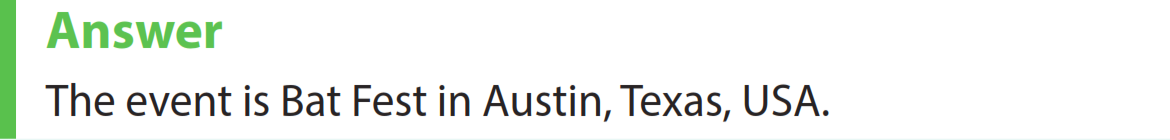 Answer
The event is Bat Fest in Austin, Texas, USA.